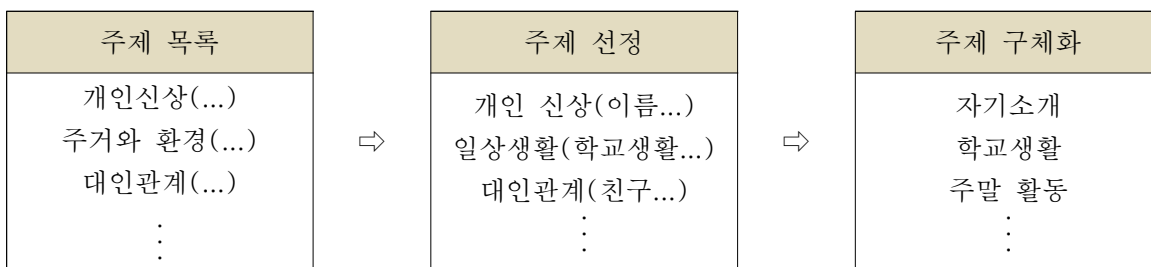 주제 목록
개인신상(...)
주거와 환경(...)
대인관계(...)
⋮
⇨
주제 선정
개인 신상(이름...)
일상생활(학교생활...)
대인관계(친구...)
⋮
⇨
주제 구체화
자기소개
학교생활
주말 활동
⋮